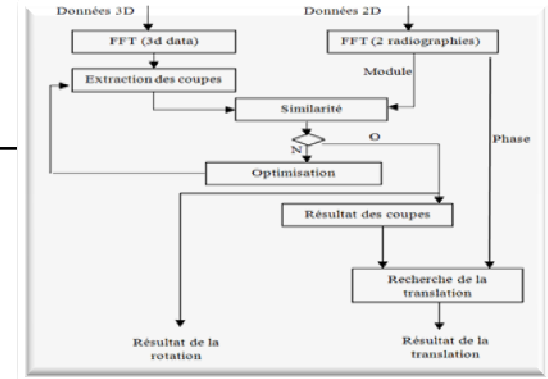 Données 3D
Données 2D
FFT (3d data)
FFT (2 radiographies)
Module
Extraction des coupes
Similarité
O
Phase
N
Optimisation
Résultat des coupes
Recherche de la
translation
Résultat de la
rotation
Résultat de la
translation